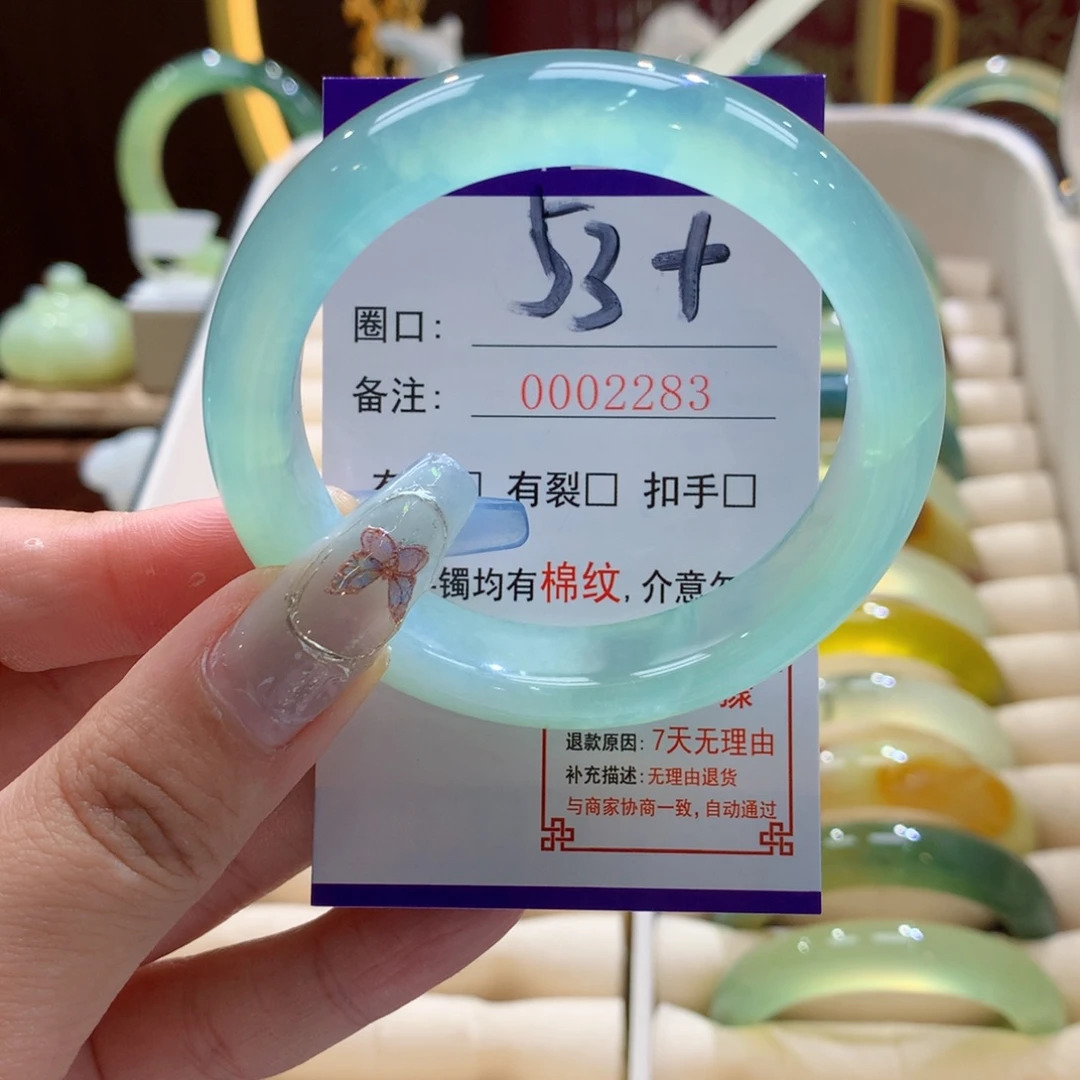 圈口: 53+
备注: 0002283
有裂□ 扣手□
镯均有棉纹, 介意
退款原因: 7天无理由
补充描述: 无理由退货
与商家协商一致, 自动通过